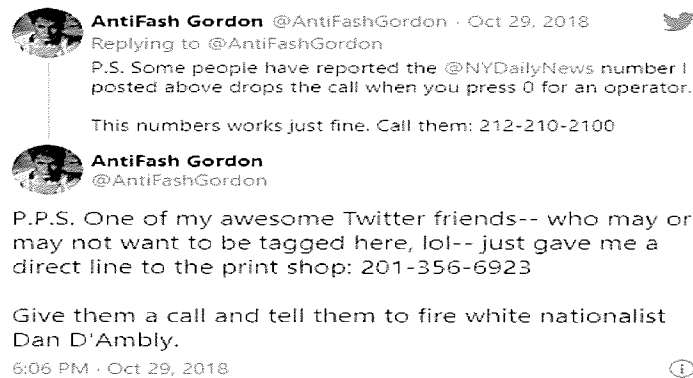 AntiFash Gordon @AntiFashGordon · Oct 29, 2018
Replying to @AntiFashGordon
P.S. Some people have reported the @NYDailyNews number I
posted above drops the call when you press 0 for an operator.
This numbers works just fine. Call them: 212-210-2100
AntiFash Gordon
@AntiFashGordon
P.P.S. One of my awesome Twitter friends-- who may or
may not want to be tagged here, lol-- just gave me a
direct line to the print shop: 201-356-6923
Give them a call and tell them to fire white nationalist
Dan D'Ambly.
6:06 PM · Oct 29, 2018